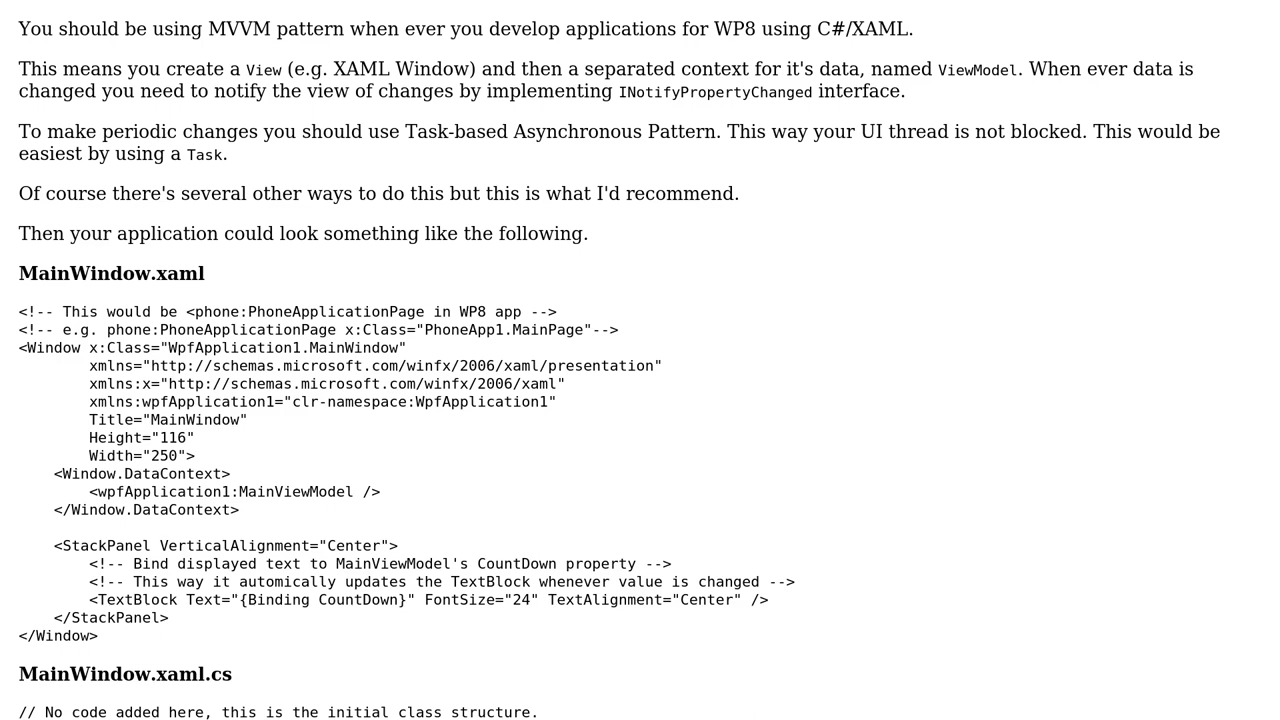 You should be using MVVM pattern when ever you develop applications for WP8 using C#/XAML.
This means you create a View (e.g. XAML Window) and then a separated context for it's data, named ViewModel. When ever data is
changed you need to notify the view of changes by implementing INotifyPropertyChanged interface.
To make periodic changes you should use Task-based Asynchronous Pattern. This way your UI thread is not blocked. This would be
easiest by using a Task.
Of course there's several other ways to do this but this is what I'd recommend.
Then your application could look something like the following.
MainWindow.xaml
<!-- This would be <phone:PhoneApplicationPage in WP8 app -->
<!-- e.g. phone:PhoneApplicationPage x:Class="PhoneApp1.MainPage"-->
<Window x:Class="WpfApplication1.MainWindow"
        xmlns="http://schemas.microsoft.com/winfx/2006/xaml/presentation"
        xmlns:x="http://schemas.microsoft.com/winfx/2006/xaml"
        xmlns:wpfApplication1="clr-namespace:WpfApplication1"
        Title="MainWindow"
        Height="116"
        Width="250">
    <Window.DataContext>
        <wpfApplication1:MainViewModel />
    </Window.DataContext>
    <StackPanel VerticalAlignment="Center">
        <!-- Bind displayed text to MainViewModel's CountDown property -->
        <!-- This way it automically updates the TextBlock whenever value is changed -->
        <TextBlock Text="{Binding CountDown}" FontSize="24" TextAlignment="Center" />
    </StackPanel>
</Window>
MainWindow.xaml.cs
// No code added here, this is the initial class structure.